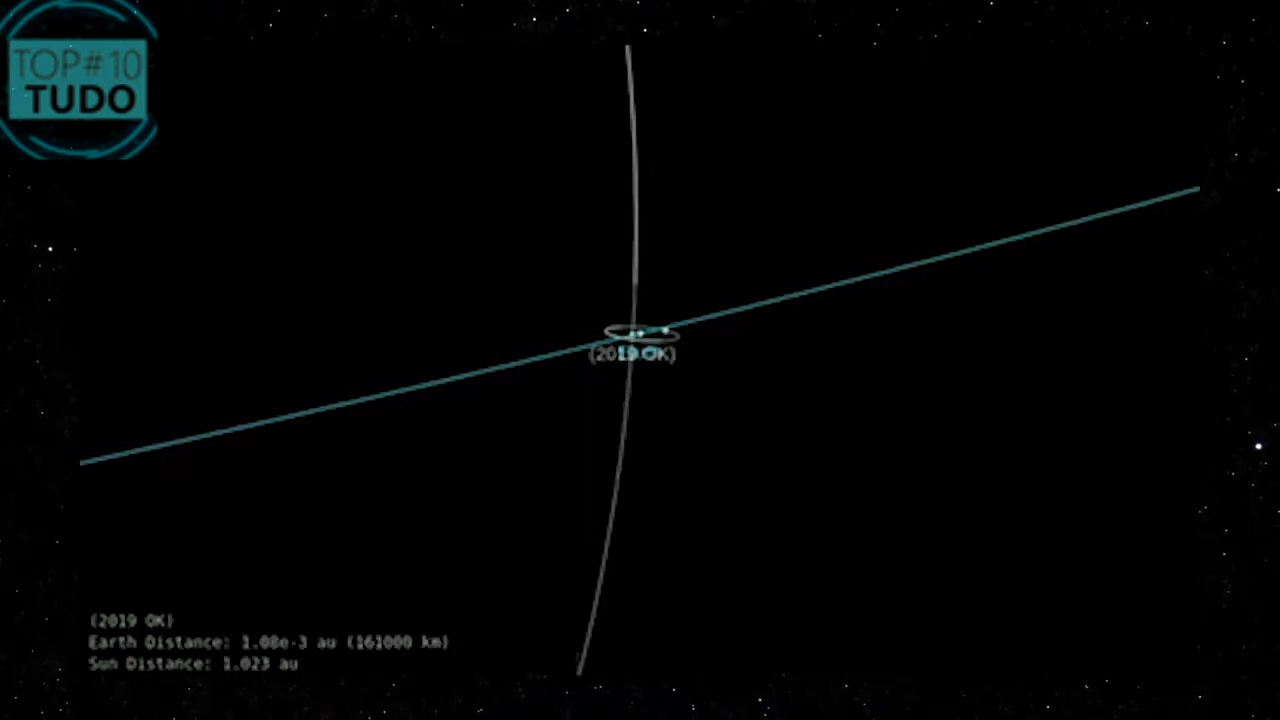 TOP#10
TUDO
(2019 OK)
(2019 OK)
Earth Distance: 1.08e-3 au (161000 km)
Sun Distance: 1.023 au